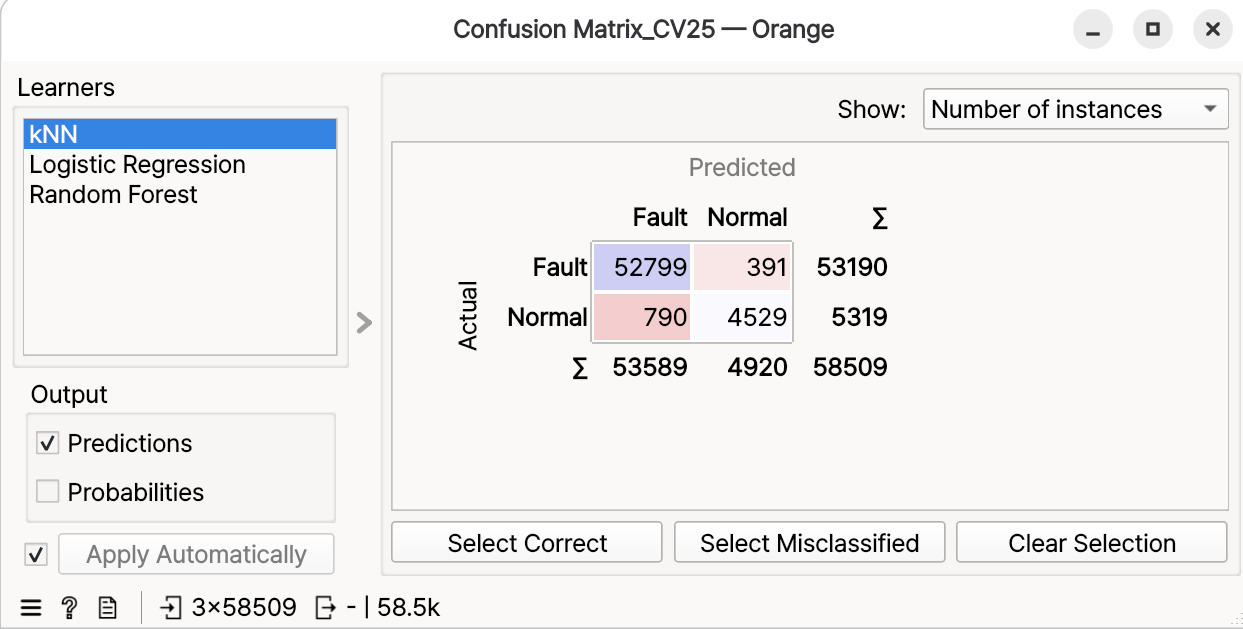 Confusion Matrix_CV25 — Orange
Learners
kNN
Logistic Regression
Random Forest
Output
Predictions
Probabilities
Apply Automatically
Show: Number of instances
Predicted
Fault Normal Σ
Actual
Fault 52799 391 53190
Normal 790 4529 5319
Σ 53589 4920 58509
Select Correct Select Misclassified Clear Selection
? 3×58509 - | 58.5k